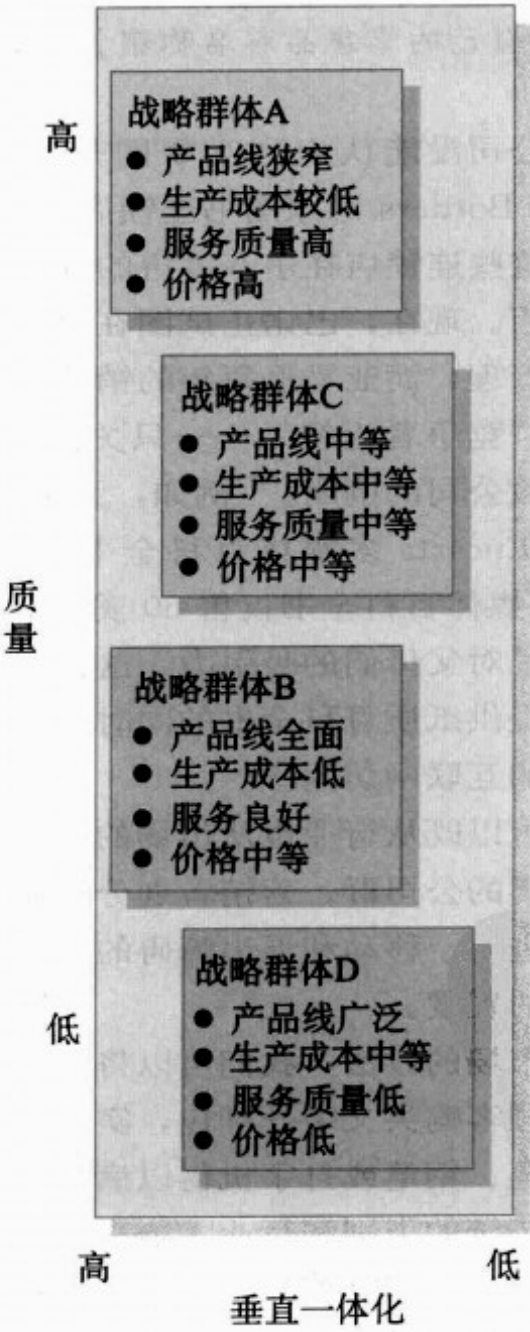 高
战略群体A
● 产品线狭窄
● 生产成本较低
● 服务质量高
● 价格高
战略群体C
● 产品线中等
● 生产成本中等
● 服务质量中等
● 价格中等
质
量
战略群体B
● 产品线全面
● 生产成本低
● 服务良好
● 价格中等
战略群体D
● 产品线广泛
● 生产成本中等
● 服务质量低
● 价格低
低
高
低
垂直一体化